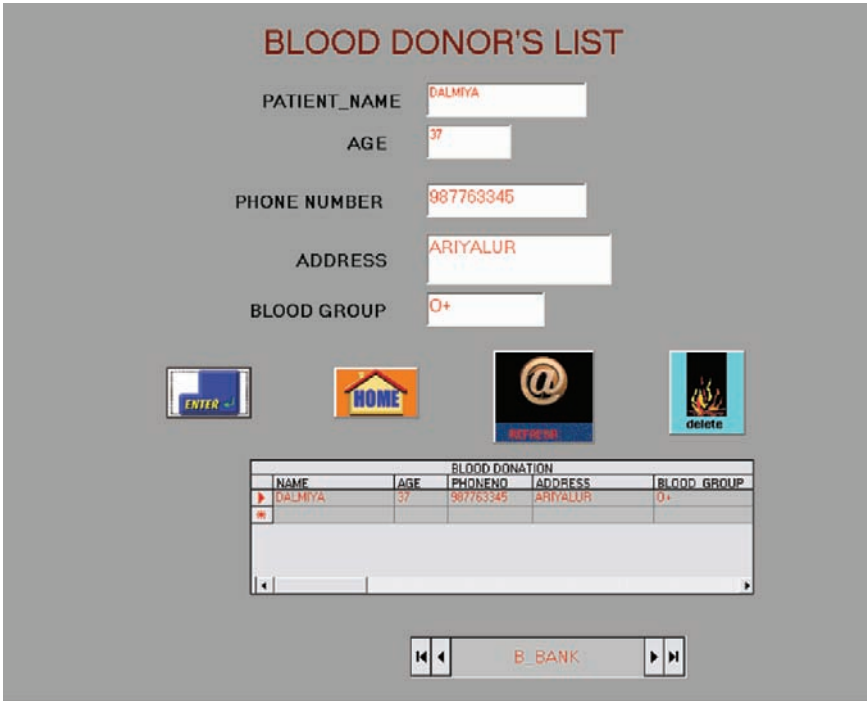 BLOOD DONOR'S LIST
PATIENT_NAME DALMIYA
AGE 37
PHONE NUMBER 987763345
ADDRESS ARIYALUR
BLOOD GROUP O+
ENTER
HOME
@
REFRESH
delete
BLOOD DONATION
NAME AGE PHONENO ADDRESS BLOOD_GROUP
DALMIYA 37 987763345 ARIYALUR O+
B_BANK